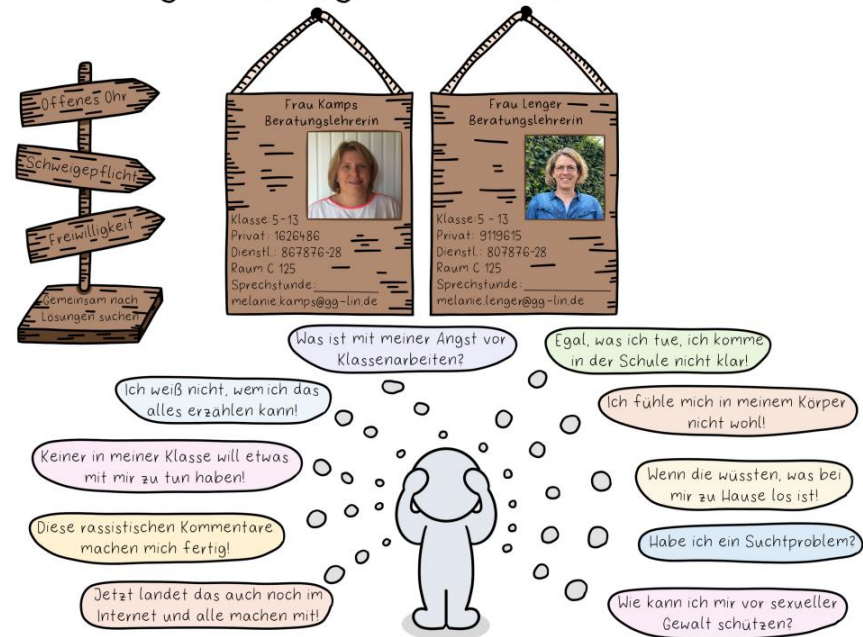 Offenes Ohr
Schweigepflicht
Freiwilligkeit
Gemeinsam nach
Lösungen suchen
Frau Kamps
Beratungslehrerin
Klasse 5 - 13
Privat: 1626486
Dienstl.: 867876-28
Raum C 125
Sprechstunde:________
melanie.kamps@gg-lin.de
Frau Lenger
Beratungslehrerin
Klasse 5 - 13
Privat: 9119615
Dienstl.: 807876-28
Raum C 125
Sprechstunde:________
melanie.lenger@gg-lin.de
Was ist mit meiner Angst vor
Klassenarbeiten?
Egal, was ich tue, ich komme
in der Schule nicht klar!
Ich weiß nicht, wem ich das
alles erzählen kann!
Ich fühle mich in meinem Körper
nicht wohl!
Keiner in meiner Klasse will etwas
mit mir zu tun haben!
Wenn die wüssten, was bei
mir zu Hause los ist!
Diese rassistischen Kommentare
machen mich fertig!
Habe ich ein Suchtproblem?
Jetzt landet das auch noch im
Internet und alle machen mit!
Wie kann ich mir vor sexueller
Gewalt schützen?